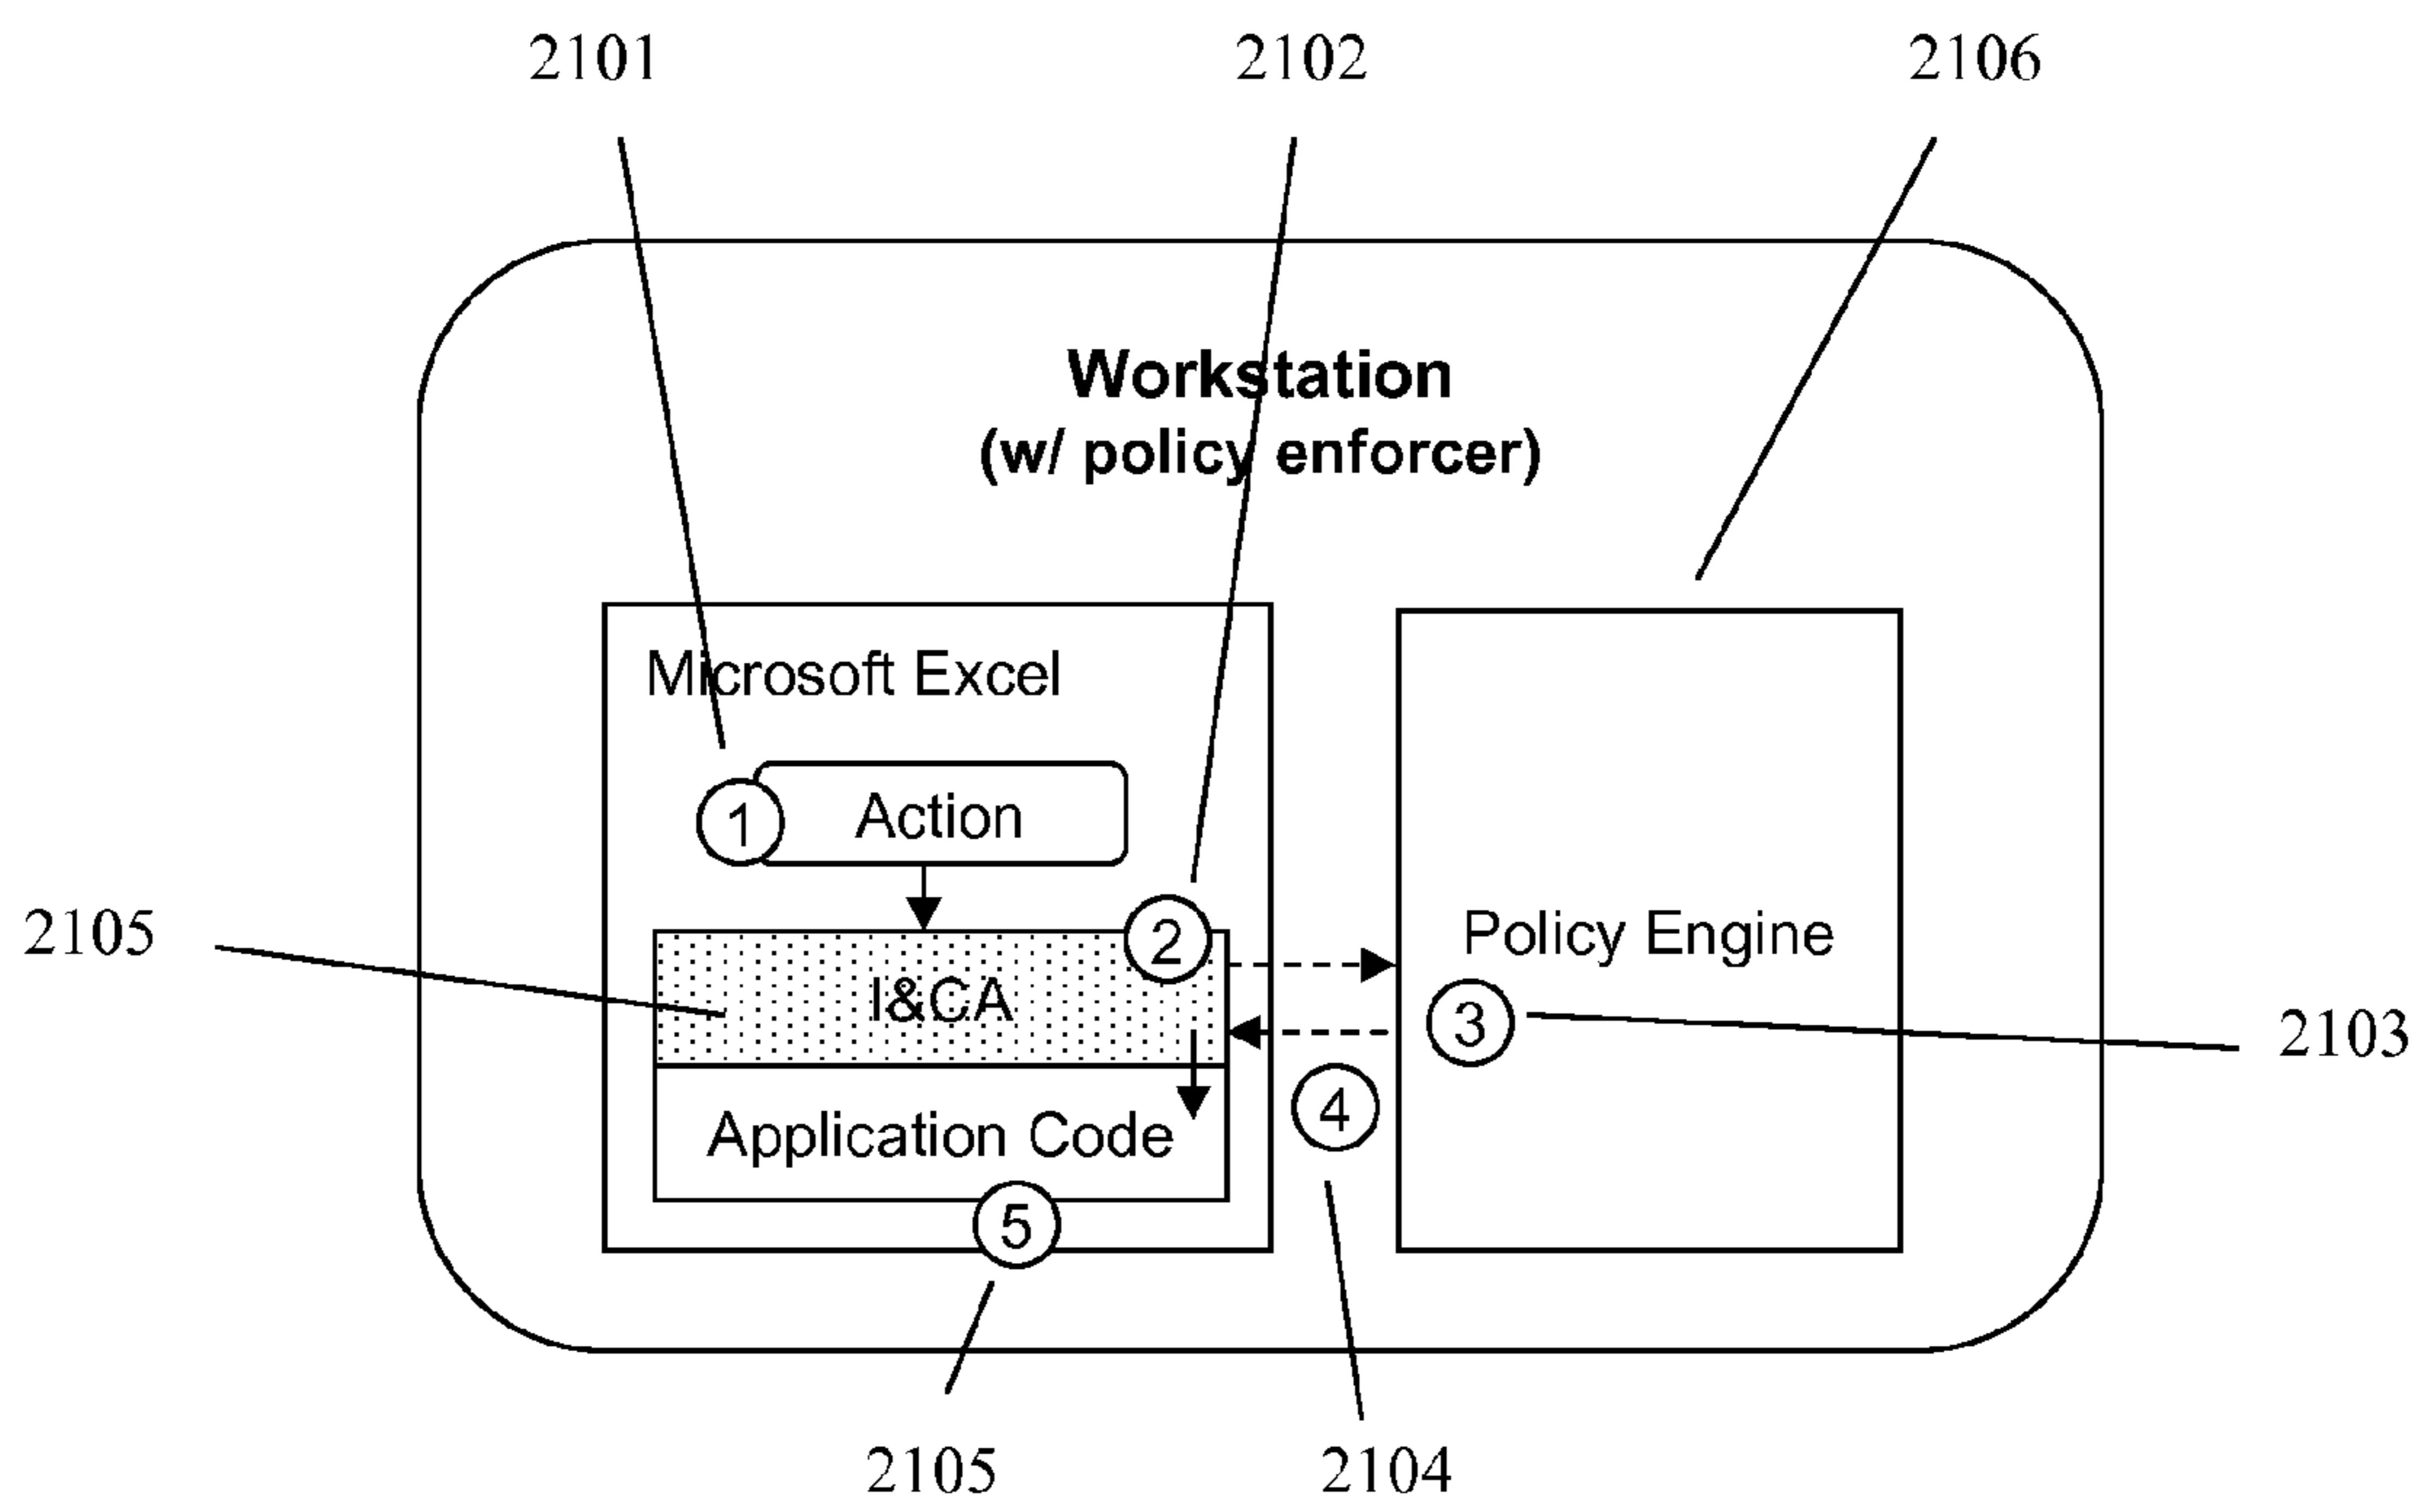 2101
2102
2106
Workstation
(w/ policy enforcer)
Microsoft Excel
1
Action
2105
2
I&CA
Policy Engine
3
2103
4
Application Code
5
2105
2104